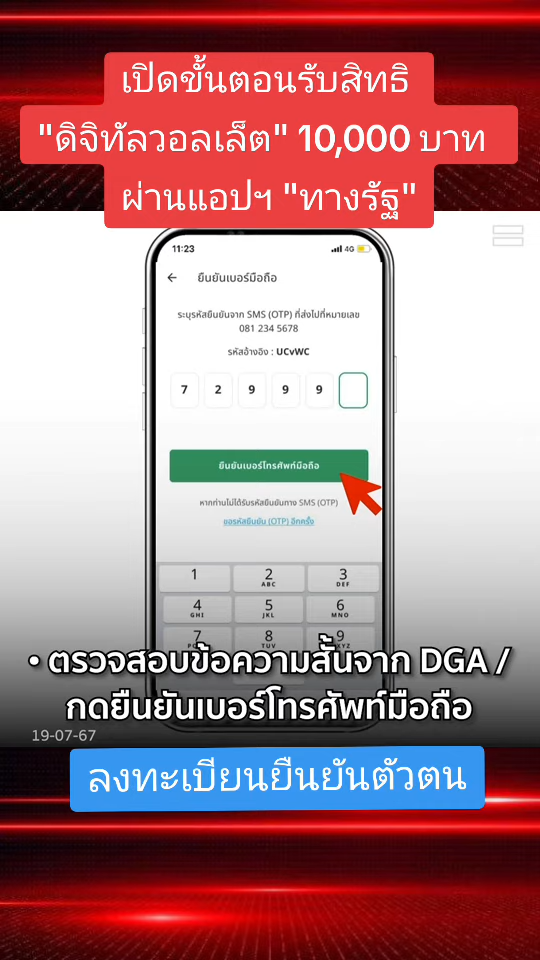 เปิดขั้นตอนรับสิทธิ
"ดิจิทัลวอลเล็ต" 10,000 บาท
ผ่านแอปฯ "ทางรัฐ"
11:23
4G
ยืนยันเบอร์มือถือ
ระบุรหัสยืนยันจาก SMS (OTP) ที่ส่งไปที่หมายเลข
081 234 5678
รหัสอ้างอิง : UCvWC
7 2 9 9 9
ยืนยันเบอร์โทรศัพท์มือถือ
หากท่านไม่ได้รับรหัสยืนยันทาง SMS (OTP)
ขอรหัสยืนยัน (OTP) อีกครั้ง
1 2 3
ABC DEF
4 5 6
GHI JKL MNO
7 8 9
• ตรวจสอบข้อความสั้นจาก DGA /
กดยืนยันเบอร์โทรศัพท์มือถือ
19-07-67
ลงทะเบียนยืนยันตัวตน